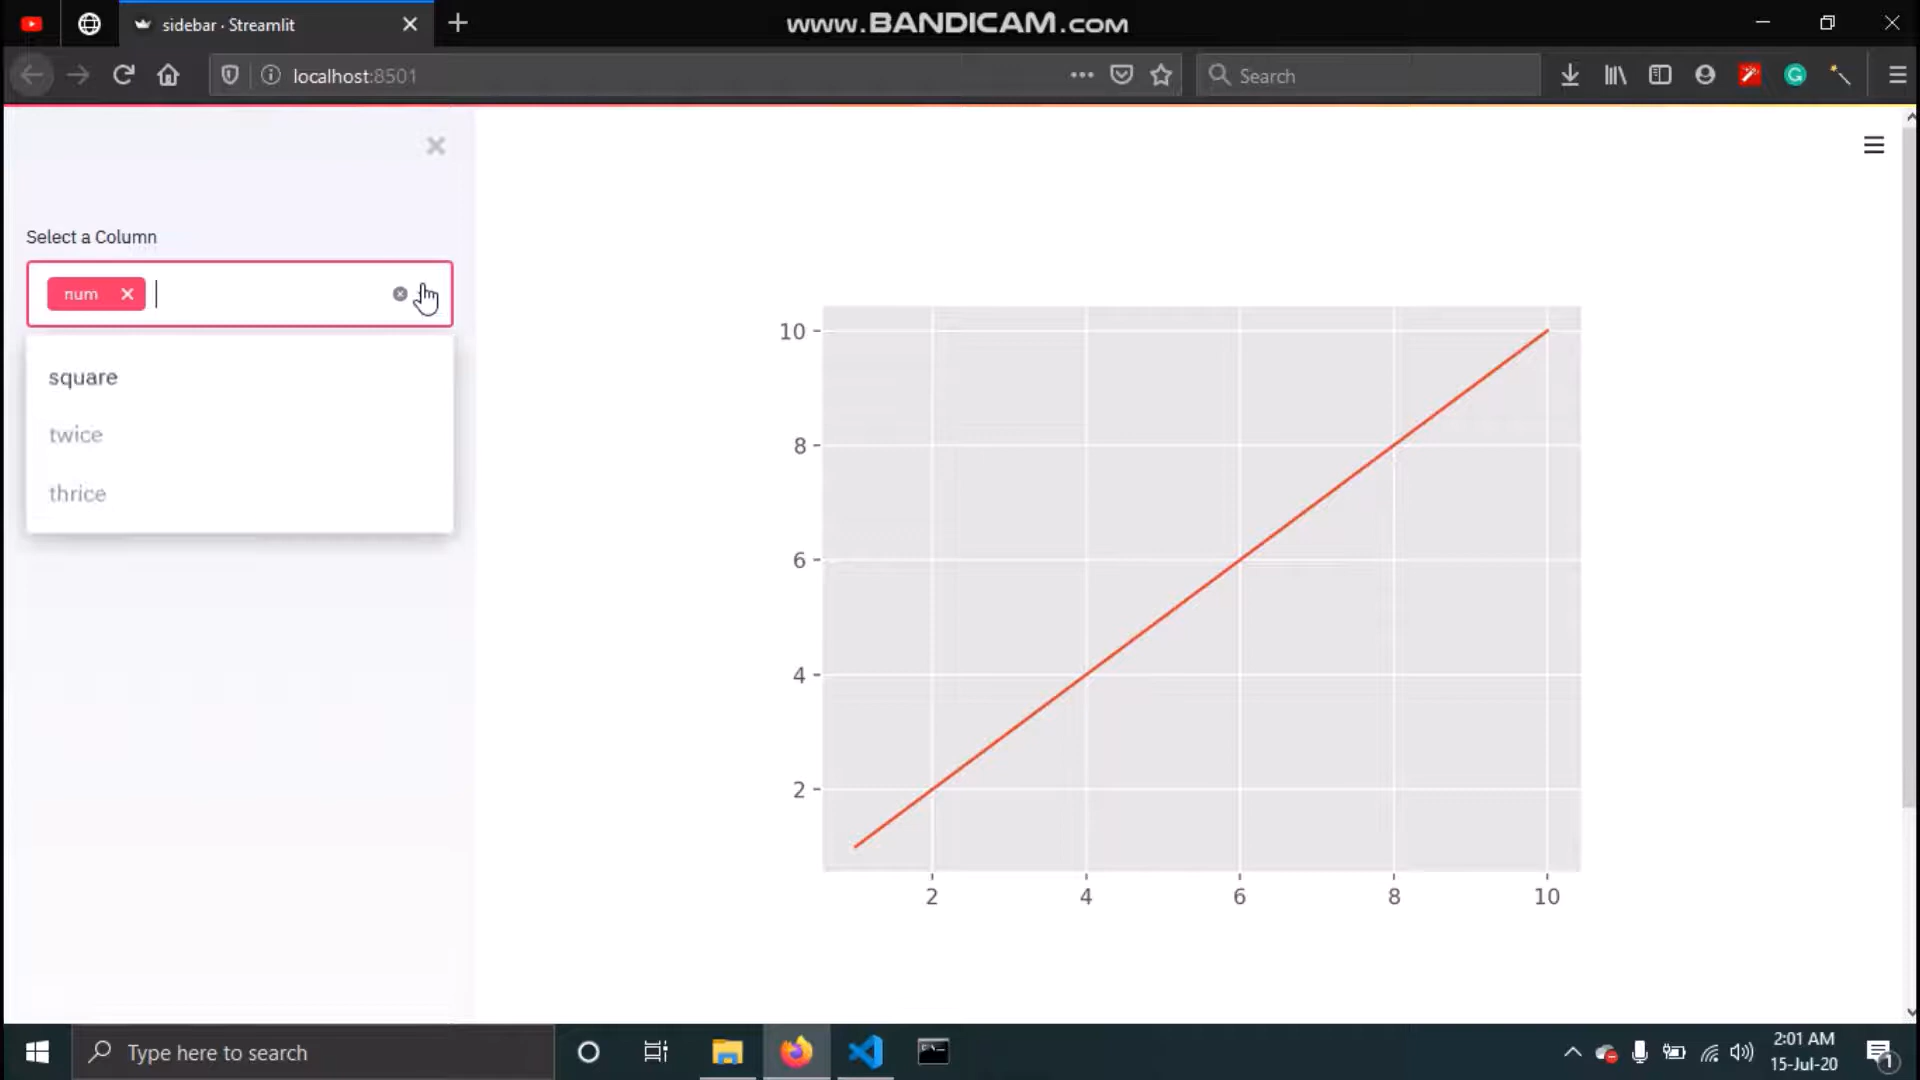 sidebar · Streamlit
www.BANDICAM.com
localhost:8501
Search
Select a Column
num
square
twice
thrice
10
8
6
4
2
2 4 6 8 10
Type here to search
2:01 AM
15-Jul-20
1